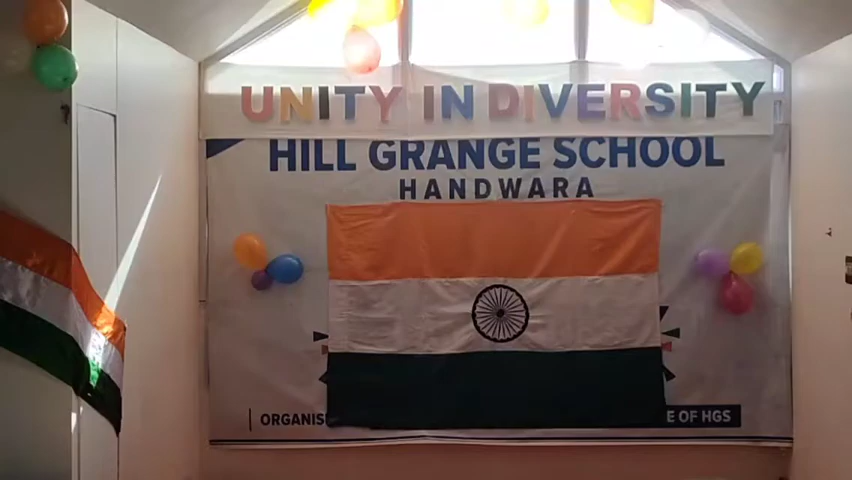 UNITY IN DIVERSITY
HILL GRANGE SCHOOL
HANDWARA
ORGANIS E OF HGS